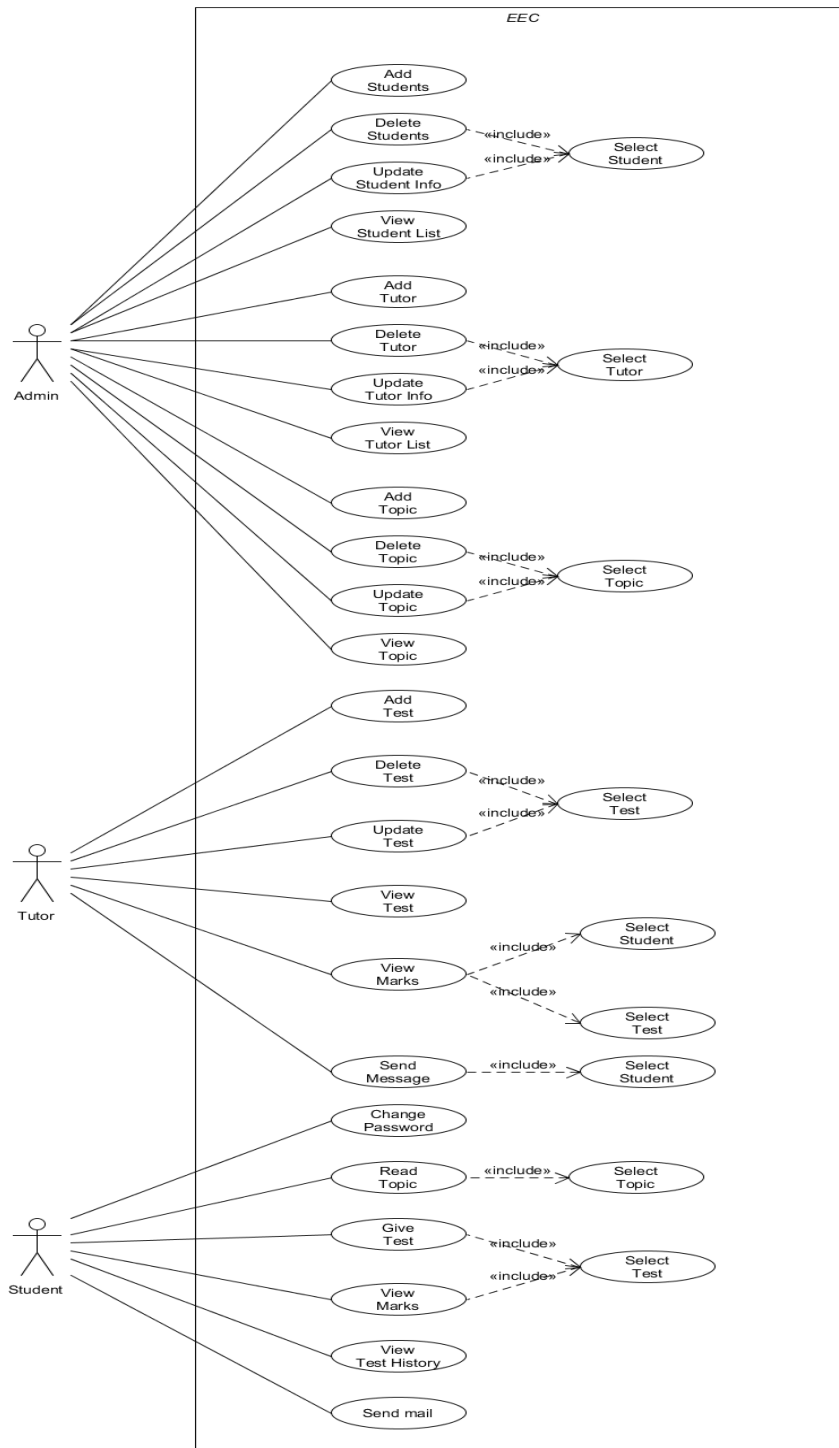 EEC
Add
Students
Delete
Students
«include»
Select
Student
Update
Student Info
«include»
View
Student List
Add
Tutor
Admin
Delete
Tutor
«include»
Select
Tutor
Update
Tutor Info
«include»
View
Tutor List
Add
Topic
Delete
Topic
«include»
Select
Topic
Update
Topic
«include»
View
Topic
Add
Test
Delete
Test
«include»
Select
Test
Update
Test
«include»
Tutor
View
Test
View
Marks
«include»
Select
Student
«include»
Select
Test
Send
Message
«include»
Select
Student
Change
Password
Read
Topic
«include»
Select
Topic
Give
Test
«include»
Select
Test
Student
View
Marks
«include»
View
Test History
Send mail